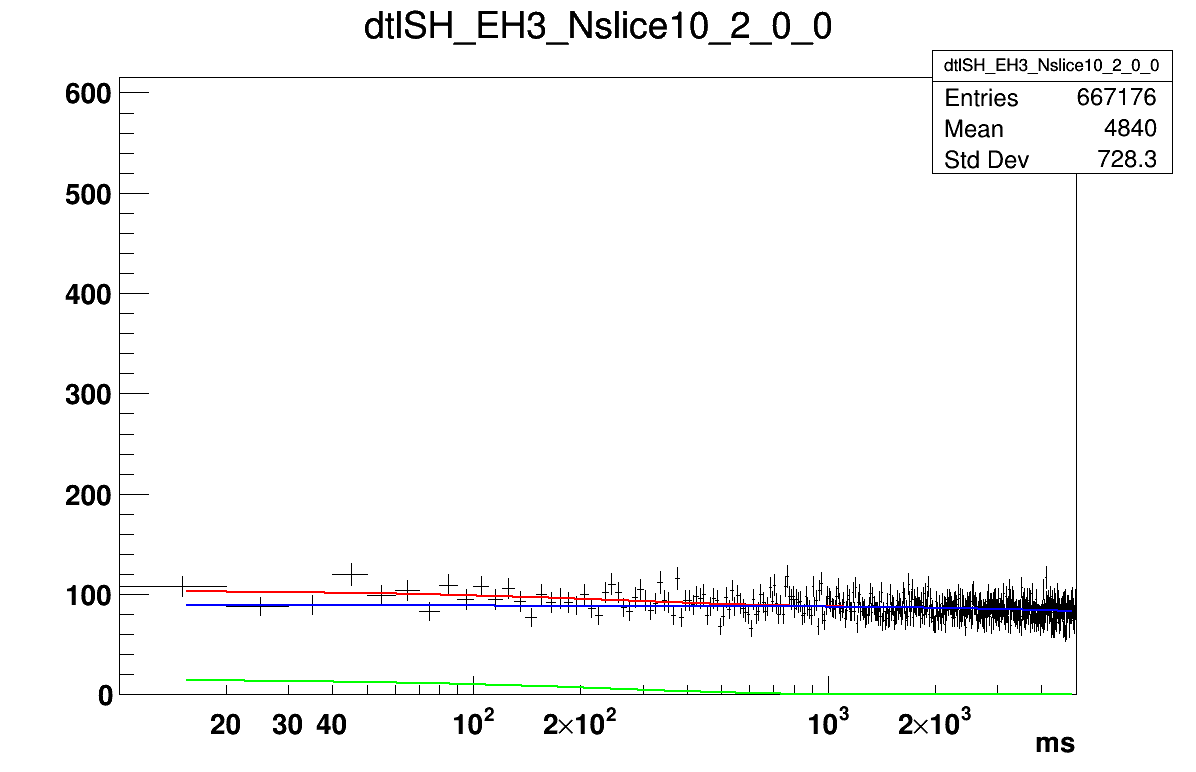 dtlSH_EH3_Nslice10_2_0_0
dtlSH_EH3_Nslice10_2_0_0
Entries 667176
Mean 4840
Std Dev 728.3
600
500
400
300
200
100
0
20 30 40 10² 2×10² 10³ 2×10³
ms